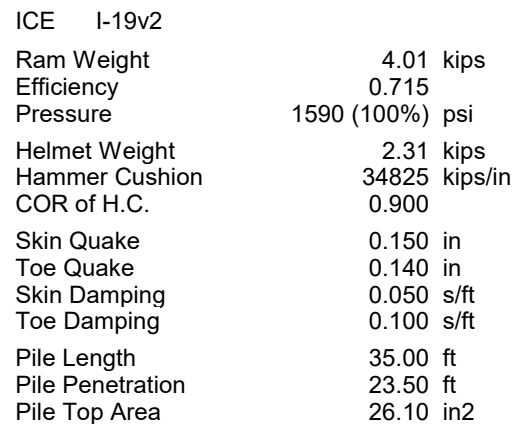 ICE I-19v2
Ram Weight 4.01 kips
Efficiency 0.715
Pressure 1590 (100%) psi
Helmet Weight 2.31 kips
Hammer Cushion 34825 kips/in
COR of H.C. 0.900
Skin Quake 0.150 in
Toe Quake 0.140 in
Skin Damping 0.050 s/ft
Toe Damping 0.100 s/ft
Pile Length 35.00 ft
Pile Penetration 23.50 ft
Pile Top Area 26.10 in2